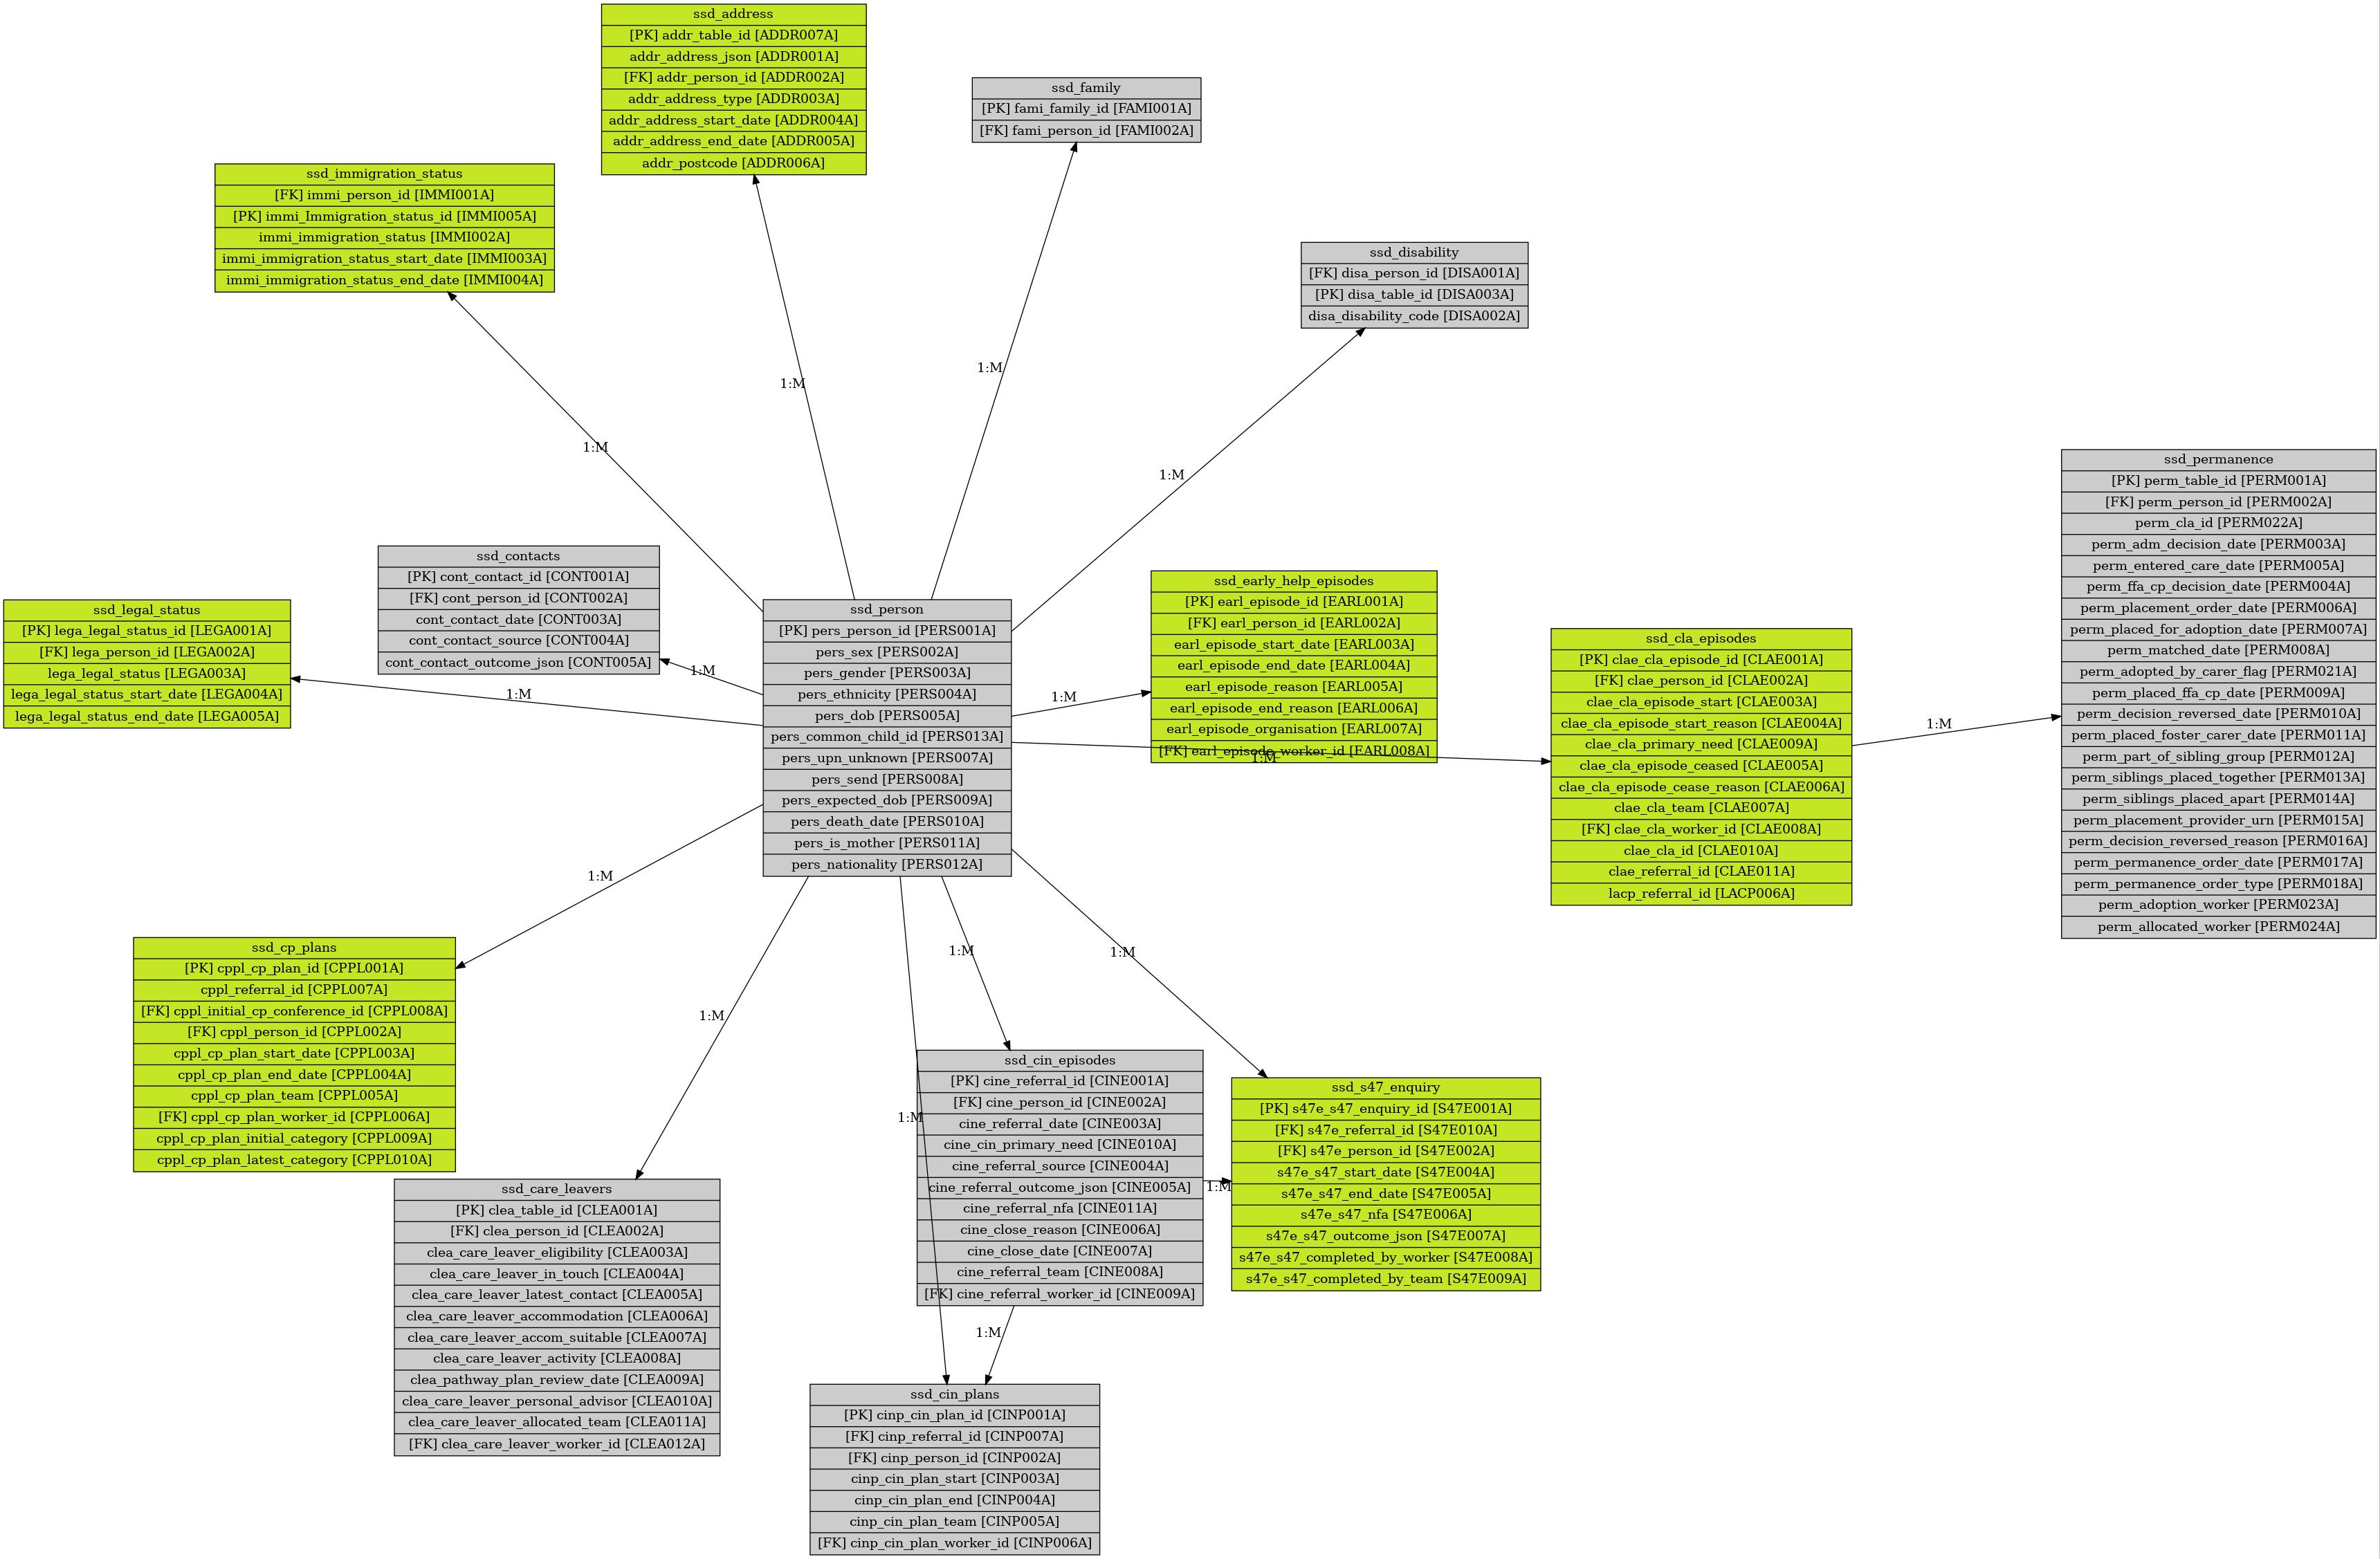 ssd_address
[PK] addr_table_id [ADDR007A]
addr_address_json [ADDR001A]
[FK] addr_person_id [ADDR002A]
addr_address_type [ADDR003A]
addr_address_start_date [ADDR004A]
addr_address_end_date [ADDR005A]
addr_postcode [ADDR006A]
ssd_family
[PK] fami_family_id [FAMI001A]
[FK] fami_person_id [FAMI002A]
ssd_immigration_status
[FK] immi_person_id [IMMI001A]
[PK] immi_Immigration_status_id [IMMI005A]
immi_immigration_status [IMMI002A]
immi_immigration_status_start_date [IMMI003A]
immi_immigration_status_end_date [IMMI004A]
ssd_disability
[FK] disa_person_id [DISA001A]
[PK] disa_table_id [DISA003A]
disa_disability_code [DISA002A]
1:M
1:M
1:M
1:M
ssd_permanence
[PK] perm_table_id [PERM001A]
[FK] perm_person_id [PERM002A]
perm_cla_id [PERM022A]
perm_adm_decision_date [PERM003A]
perm_entered_care_date [PERM005A]
perm_ffa_cp_decision_date [PERM004A]
perm_placement_order_date [PERM006A]
perm_placed_for_adoption_date [PERM007A]
perm_matched_date [PERM008A]
perm_adopted_by_carer_flag [PERM021A]
perm_placed_ffa_cp_date [PERM009A]
perm_decision_reversed_date [PERM010A]
perm_placed_foster_carer_date [PERM011A]
perm_part_of_sibling_group [PERM012A]
perm_siblings_placed_together [PERM013A]
perm_siblings_placed_apart [PERM014A]
perm_placement_provider_urn [PERM015A]
perm_decision_reversed_reason [PERM016A]
perm_permanence_order_date [PERM017A]
perm_permanence_order_type [PERM018A]
perm_adoption_worker [PERM023A]
perm_allocated_worker [PERM024A]
ssd_contacts
[PK] cont_contact_id [CONT001A]
[FK] cont_person_id [CONT002A]
cont_contact_date [CONT003A]
cont_contact_source [CONT004A]
cont_contact_outcome_json [CONT005A]
ssd_legal_status
[PK] lega_legal_status_id [LEGA001A]
[FK] lega_person_id [LEGA002A]
lega_legal_status [LEGA003A]
lega_legal_status_start_date [LEGA004A]
lega_legal_status_end_date [LEGA005A]
1:M
1:M
ssd_person
[PK] pers_person_id [PERS001A]
pers_sex [PERS002A]
pers_gender [PERS003A]
pers_ethnicity [PERS004A]
pers_dob [PERS005A]
pers_common_child_id [PERS013A]
pers_upn_unknown [PERS007A]
pers_send [PERS008A]
pers_expected_dob [PERS009A]
pers_death_date [PERS010A]
pers_is_mother [PERS011A]
pers_nationality [PERS012A]
1:M
ssd_early_help_episodes
[PK] earl_episode_id [EARL001A]
[FK] earl_person_id [EARL002A]
earl_episode_start_date [EARL003A]
earl_episode_end_date [EARL004A]
earl_episode_reason [EARL005A]
earl_episode_end_reason [EARL006A]
earl_episode_organisation [EARL007A]
[FK] earl_episode_worker_id [EARL008A]
1:M
ssd_cla_episodes
[PK] clae_cla_episode_id [CLAE001A]
[FK] clae_person_id [CLAE002A]
clae_cla_episode_start [CLAE003A]
clae_cla_episode_start_reason [CLAE004A]
clae_cla_primary_need [CLAE009A]
clae_cla_episode_ceased [CLAE005A]
clae_cla_episode_cease_reason [CLAE006A]
clae_cla_team [CLAE007A]
[FK] clae_cla_worker_id [CLAE008A]
clae_cla_id [CLAE010A]
clae_referral_id [CLAE011A]
lacp_referral_id [LACP006A]
1:M
1:M
1:M
1:M
1:M
1:M
ssd_cp_plans
[PK] cppl_cp_plan_id [CPPL001A]
cppl_referral_id [CPPL007A]
[FK] cppl_initial_cp_conference_id [CPPL008A]
[FK] cppl_person_id [CPPL002A]
cppl_cp_plan_start_date [CPPL003A]
cppl_cp_plan_end_date [CPPL004A]
cppl_cp_plan_team [CPPL005A]
[FK] cppl_cp_plan_worker_id [CPPL006A]
cppl_cp_plan_initial_category [CPPL009A]
cppl_cp_plan_latest_category [CPPL010A]
ssd_cin_episodes
[PK] cine_referral_id [CINE001A]
[FK] cine_person_id [CINE002A]
cine_referral_date [CINE003A]
cine_cin_primary_need [CINE010A]
cine_referral_source [CINE004A]
cine_referral_outcome_json [CINE005A]
cine_referral_nfa [CINE011A]
cine_close_reason [CINE006A]
cine_close_date [CINE007A]
cine_referral_team [CINE008A]
[FK] cine_referral_worker_id [CINE009A]
1:M
ssd_s47_enquiry
[PK] s47e_s47_enquiry_id [S47E001A]
[FK] s47e_referral_id [S47E010A]
[FK] s47e_person_id [S47E002A]
s47e_s47_start_date [S47E004A]
s47e_s47_end_date [S47E005A]
s47e_s47_nfa [S47E006A]
s47e_s47_outcome_json [S47E007A]
s47e_s47_completed_by_worker [S47E008A]
s47e_s47_completed_by_team [S47E009A]
ssd_care_leavers
[PK] clea_table_id [CLEA001A]
[FK] clea_person_id [CLEA002A]
clea_care_leaver_eligibility [CLEA003A]
clea_care_leaver_in_touch [CLEA004A]
clea_care_leaver_latest_contact [CLEA005A]
clea_care_leaver_accommodation [CLEA006A]
clea_care_leaver_accom_suitable [CLEA007A]
clea_care_leaver_activity [CLEA008A]
clea_pathway_plan_review_date [CLEA009A]
clea_care_leaver_personal_advisor [CLEA010A]
clea_care_leaver_allocated_team [CLEA011A]
[FK] clea_care_leaver_worker_id [CLEA012A]
1:M
ssd_cin_plans
[PK] cinp_cin_plan_id [CINP001A]
[FK] cinp_referral_id [CINP007A]
[FK] cinp_person_id [CINP002A]
cinp_cin_plan_start [CINP003A]
cinp_cin_plan_end [CINP004A]
cinp_cin_plan_team [CINP005A]
[FK] cinp_cin_plan_worker_id [CINP006A]